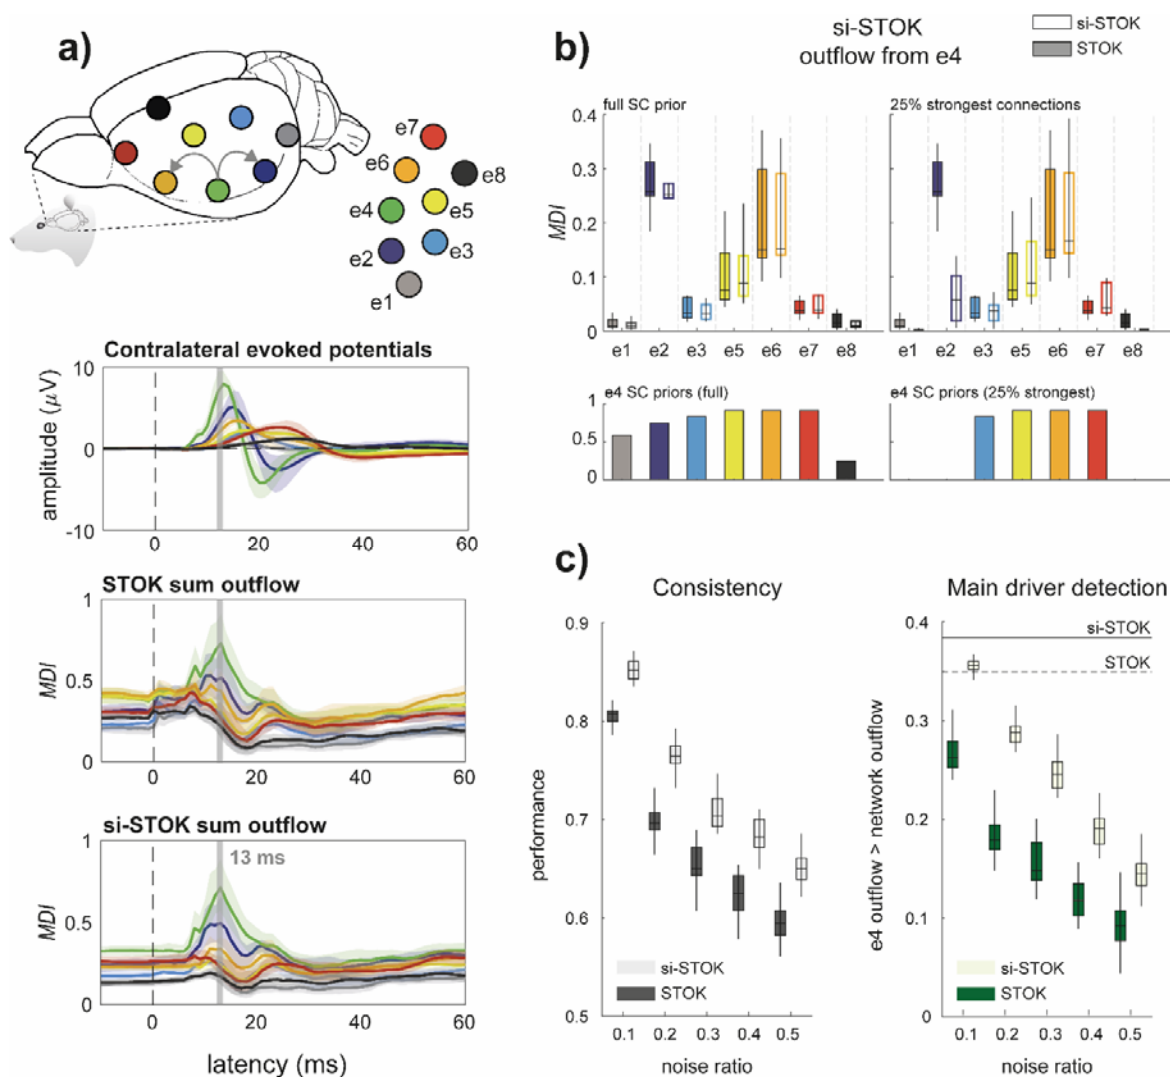 a)
e7
e6
e8
e4
e5
e2
e3
e1
Contralateral evoked potentials
amplitude (μV)
10
0
-10
0
20
40
60
STOK sum outflow
MDI
1
0.5
0
0
20
40
60
si-STOK sum outflow
13 ms
MDI
1
0.5
0
0
20
40
60
latency (ms)
b)
si-STOK
outflow from e4
si-STOK
STOK
full SC prior
25% strongest connections
MDI
0.4
0.3
0.2
0.1
0
e1 e2 e3 e5 e6 e7 e8
e1 e2 e3 e5 e6 e7 e8
e4 SC priors (full)
e4 SC priors (25% strongest)
1
0.5
0
c)
Consistency
performance
0.9
0.8
0.7
0.6
0.5
si-STOK
STOK
0.1 0.2 0.3 0.4 0.5
noise ratio
Main driver detection
e4 outflow > network outflow
0.4
0.3
0.2
0.1
0
si-STOK
STOK
si-STOK
STOK
0.1 0.2 0.3 0.4 0.5
noise ratio